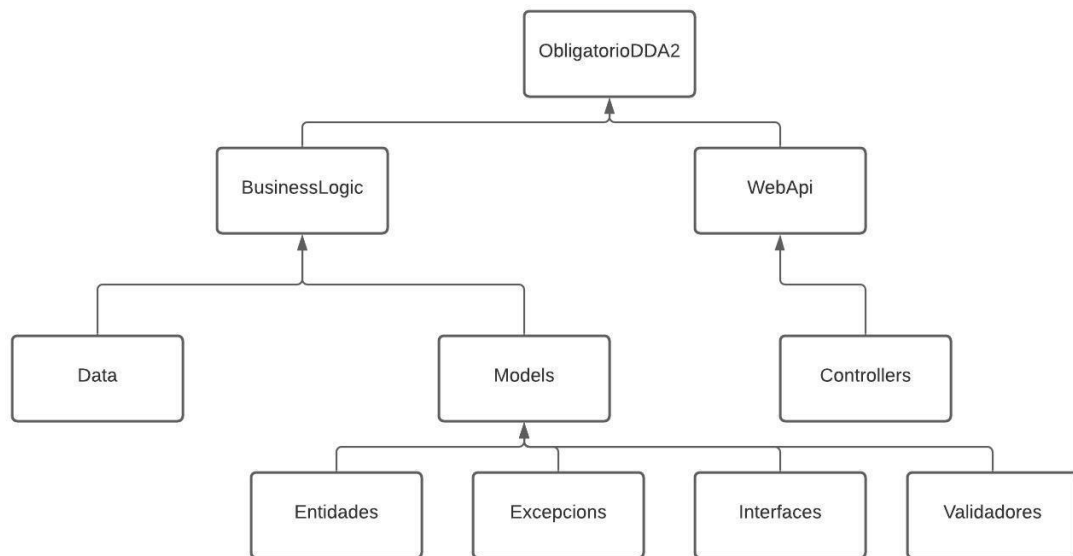 ObligatorioDDA2
BusinessLogic
WebApi
Data
Models
Controllers
Entidades
Excepcions
Interfaces
Validadores